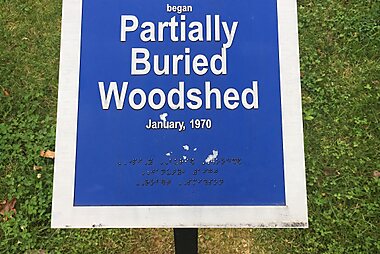 began
Partially
Buried
Woodshed
January, 1970